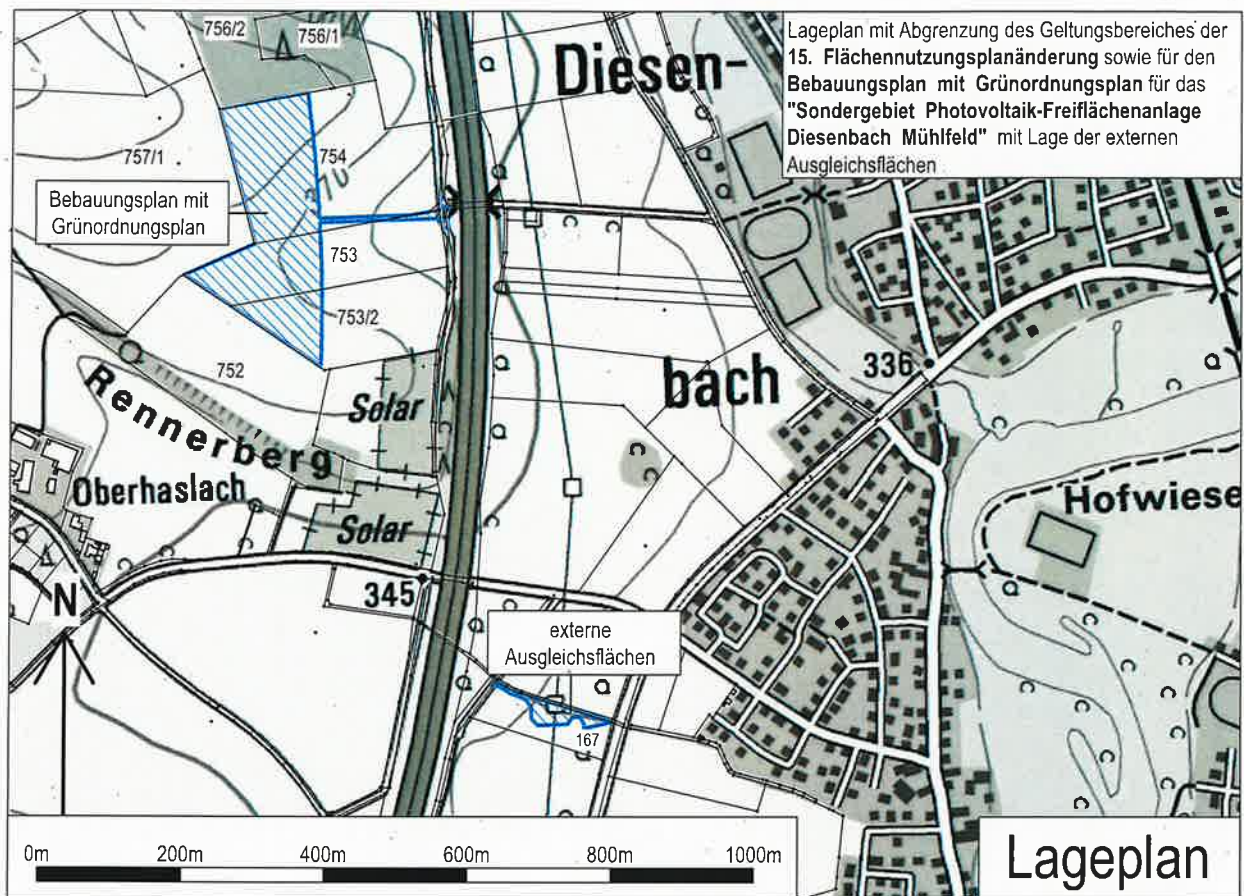 756/2
756/1
Diesen-
Lageplan mit Abgrenzung des Geltungsbereiches der
15. Flächennutzungsplanänderung sowie für den
Bebauungsplan mit Grünordnungsplan für das
"Sondergebiet Photovoltaik-Freiflächenanlage
Diesenbach Mühlfeld" mit Lage der externen
Ausgleichsflächen
757/1
754
Bebauungsplan mit
Grünordnungsplan
753
753/2
752
bach
336
Rennerberg
Solar
Oberhaslach
Solar
Hofwiese
N
345
externe
Ausgleichsflächen
167
0m 200m 400m 600m 800m 1000m
Lageplan